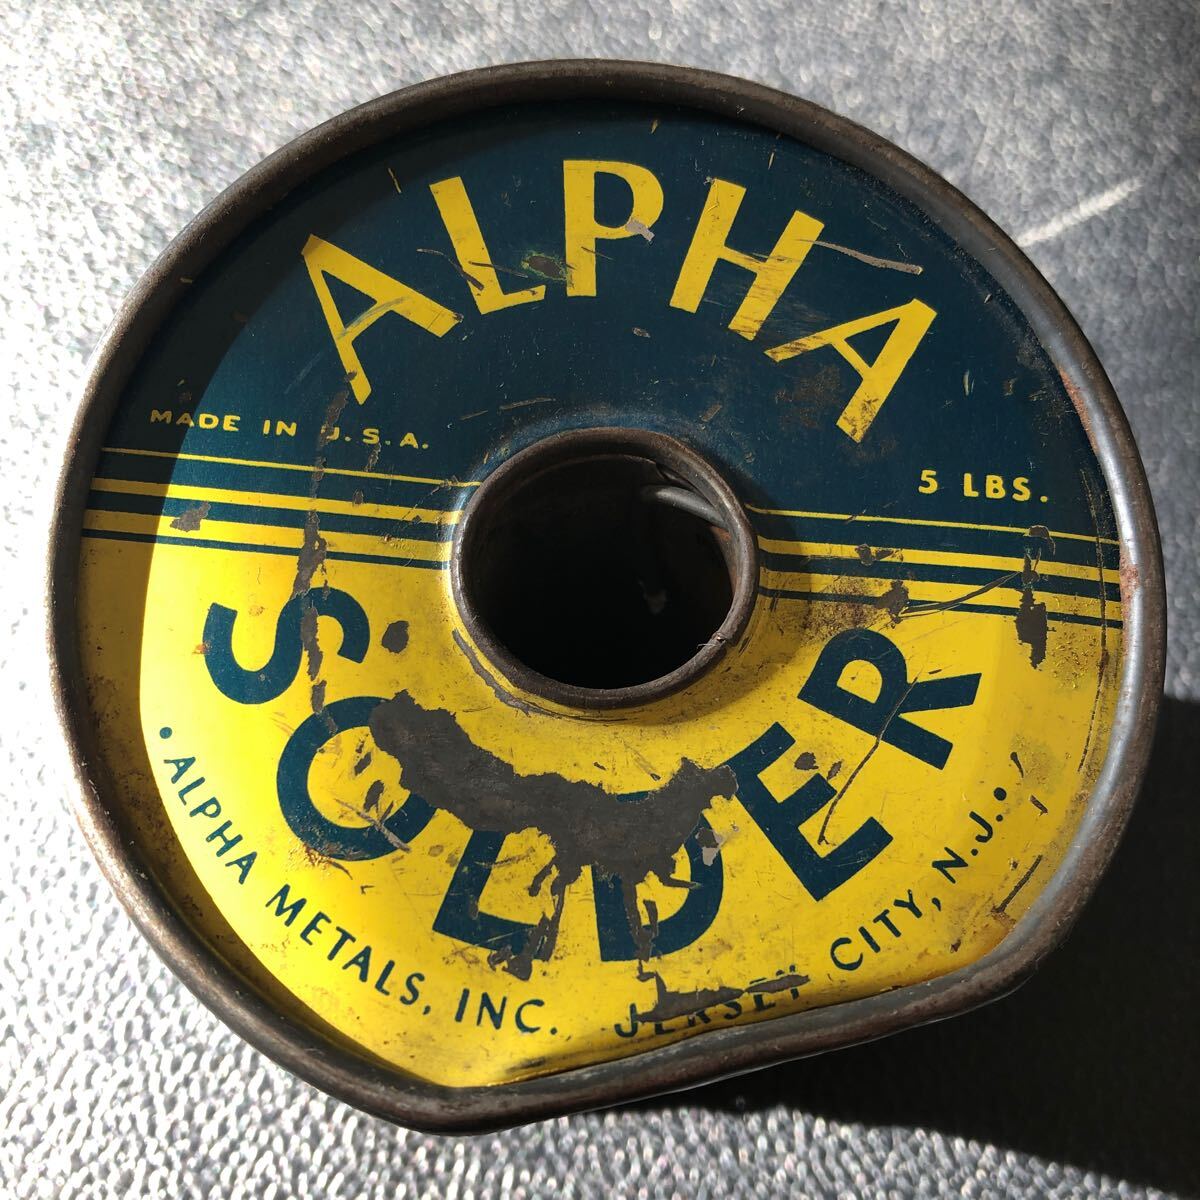 ALPHA
MADE IN U.S.A.
5 LBS.
SOLDER
• ALPHA METALS, INC. JERSEY CITY, N.J. •